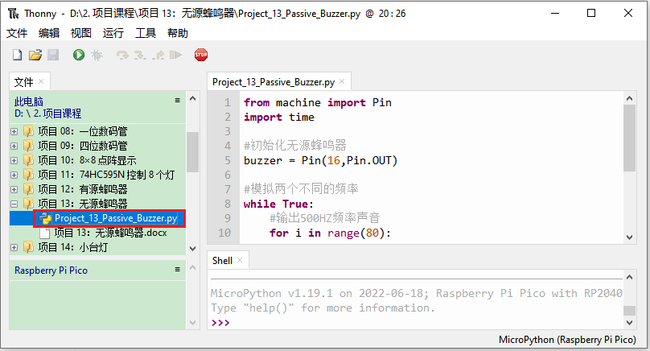 Thonny - D:\2. 项目课程\项目 13：无源蜂鸣器\Project_13_Passive_Buzzer.py @ 20:26
文件 编辑 视图 运行 工具 帮助
文件
此电脑
D: \ 2. 项目课程
项目 08：一位数码管
项目 09：四位数码管
项目 10：8×8 点阵显示
项目 11：74HC595N 控制 8 个灯
项目 12：有源蜂鸣器
项目 13：无源蜂鸣器
Project_13_Passive_Buzzer.py
项目 13：无源蜂鸣器.docx
项目 14：小台灯
Raspberry Pi Pico
Project_13_Passive_Buzzer.py
1 from machine import Pin
2 import time
3
4 #初始化无源蜂鸣器
5 buzzer = Pin(16,Pin.OUT)
6
7 #模拟两个不同的频率
8 while True:
9 #输出500HZ频率声音
10 for i in range(80):
Shell
MicroPython v1.19.1 on 2022-06-18; Raspberry Pi Pico with RP2040
Type "help()" for more information.
>>>
MicroPython (Raspberry Pi Pico)